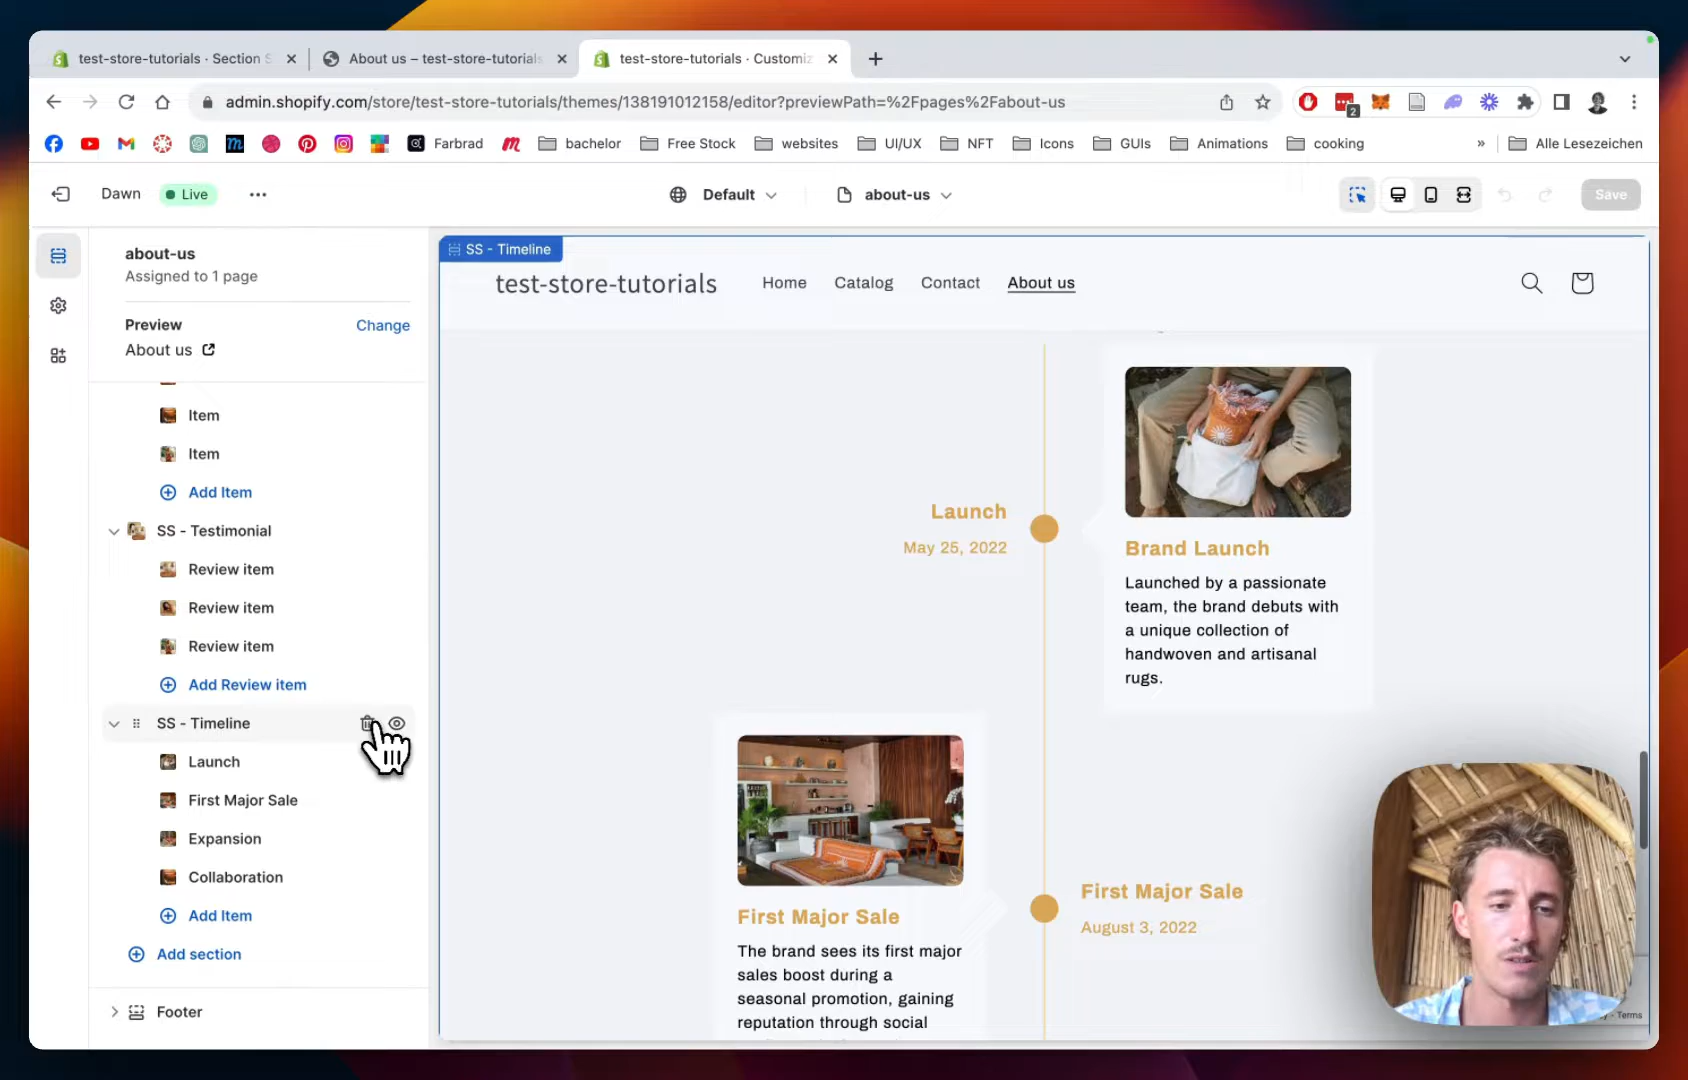 test-store-tutorials · Section S
About us – test-store-tutorials
test-store-tutorials · Customiz
admin.shopify.com/store/test-store-tutorials/themes/138191012158/editor?previewPath=%2Fpages%2Fabout-us
2
Farbrad
bachelor
Free Stock
websites
UI/UX
NFT
Icons
GUIs
Animations
cooking
»
Alle Lesezeichen
Dawn
Live
Default
about-us
Save
about-us
Assigned to 1 page
Preview
Change
About us
Item
Item
Add Item
SS - Testimonial
Review item
Review item
Review item
Add Review item
SS - Timeline
Launch
First Major Sale
Expansion
Collaboration
Add Item
Add section
Footer
SS - Timeline
test-store-tutorials
Home
Catalog
Contact
About us
Launch
May 25, 2022
Brand Launch
Launched by a passionate
team, the brand debuts with
a unique collection of
handwoven and artisanal
rugs.
First Major Sale
August 3, 2022
First Major Sale
The brand sees its first major
sales boost during a
seasonal promotion, gaining
reputation through social
- Terms